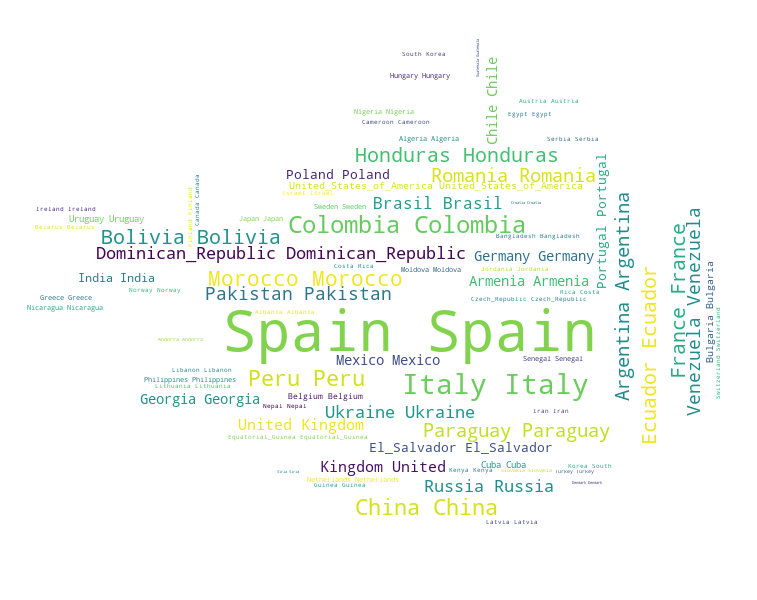 South Korea
Guatemala Guatemala
Hungary Hungary
Chile Chile
Austria Austria
Nigeria Nigeria
Egypt Egypt
Cameroon Cameroon
Algeria Algeria
Serbia Serbia
Honduras Honduras
Poland Poland
Romania Romania
United_States_of_America United_States_of_America
Israel Israel
Canada Canada
Finland Finland
Brasil Brasil
Croatia Croatia
Portugal Portugal
Ireland Ireland
Sweden Sweden
Uruguay Uruguay
Japan Japan
Colombia Colombia
Belarus Belarus
Bolivia Bolivia
Bangladesh Bangladesh
Argentina Argentina
Dominican_Republic Dominican_Republic
Germany Germany
France France
Venezuela Venezuela
Costa Rica
Moldova Moldova
Jordania Jordania
India India
Morocco Morocco
Armenia Armenia
Ecuador Ecuador
Bulgaria Bulgaria
Norway Norway
Pakistan Pakistan
Rica Costa
Greece Greece
Czech_Republic Czech_Republic
Nicaragua Nicaragua
Albania Albania
Spain Spain
Switzerland Switzerland
Andorra Andorra
Mexico Mexico
Senegal Senegal
Libanon Libanon
Philippines Philippines
Peru Peru
Italy Italy
Lithuania Lithuania
Georgia Georgia
Belgium Belgium
Nepal Nepal
Ukraine Ukraine
Iran Iran
United Kingdom
Paraguay Paraguay
Equatorial_Guinea Equatorial_Guinea
El_Salvador El_Salvador
Kingdom United
Cuba Cuba
Korea South
Kenya Kenya
Slovakia Slovakia
Turkey Turkey
Netherlands Netherlands
Guinea Guinea
Russia Russia
Denmark Denmark
China China
Latvia Latvia